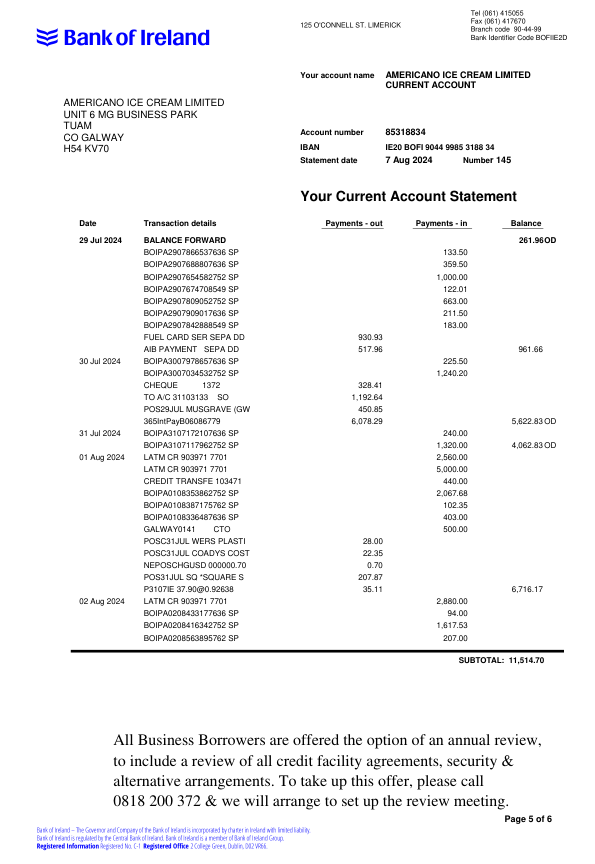 Bank of Ireland
125 O'CONNELL ST. LIMERICK
Tel (061) 415055
Fax (061) 417670
Branch code 90-44-99
Bank Identifier Code BOFIIE2D
Your account name AMERICANO ICE CREAM LIMITED
CURRENT ACCOUNT
AMERICANO ICE CREAM LIMITED
UNIT 6 MG BUSINESS PARK
TUAM
CO GALWAY
H54 KV70
Account number 85318834
IBAN IE20 BOFI 9044 9985 3188 34
Statement date 7 Aug 2024 Number 145
Your Current Account Statement
Date Transaction details Payments - out Payments - in Balance
29 Jul 2024 BALANCE FORWARD 261.96OD
BOIPA2907866537636 SP 133.50
BOIPA2907688807636 SP 359.50
BOIPA2907654582752 SP 1,000.00
BOIPA2907674708549 SP 122.01
BOIPA2907809052752 SP 663.00
BOIPA2907909017636 SP 211.50
BOIPA2907842888549 SP 183.00
FUEL CARD SER SEPA DD 930.93
AIB PAYMENT SEPA DD 517.96 961.66
30 Jul 2024 BOIPA3007978657636 SP 225.50
BOIPA3007034532752 SP 1,240.20
CHEQUE 1372 328.41
TO A/C 31103133 SO 1,192.64
POS29JUL MUSGRAVE (GW 450.85
365IntPayB06086779 6,078.29 5,622.83OD
31 Jul 2024 BOIPA3107172107636 SP 240.00
BOIPA3107117962752 SP 1,320.00 4,062.83OD
01 Aug 2024 LATM CR 903971 7701 2,560.00
LATM CR 903971 7701 5,000.00
CREDIT TRANSFE 103471 440.00
BOIPA0108353862752 SP 2,067.68
BOIPA0108387175762 SP 102.35
BOIPA0108336487636 SP 403.00
GALWAY0141 CTO 500.00
POSC31JUL WERS PLASTI 28.00
POSC31JUL COADYS COST 22.35
NEPOSCHGUSD 000000.70 0.70
POS31JUL SQ *SQUARE S 207.87
P3107IE 37.90@0.92638 35.11 6,716.17
02 Aug 2024 LATM CR 903971 7701 2,880.00
BOIPA0208433177636 SP 94.00
BOIPA0208416342752 SP 1,617.53
BOIPA0208563895762 SP 207.00
SUBTOTAL: 11,514.70
All Business Borrowers are offered the option of an annual review,
to include a review of all credit facility agreements, security &
alternative arrangements. To take up this offer, please call
0818 200 372 & we will arrange to set up the review meeting.
Page 5 of 6
Bank of Ireland – The Governor and Company of the Bank of Ireland is incorporated by charter in Ireland with limited liability.
Bank of Ireland is regulated by the Central Bank of Ireland. Bank of Ireland is a member of Bank of Ireland Group.
Registered Information Registered No. C-1 Registered Office 2 College Green, Dublin, D02 VR66.